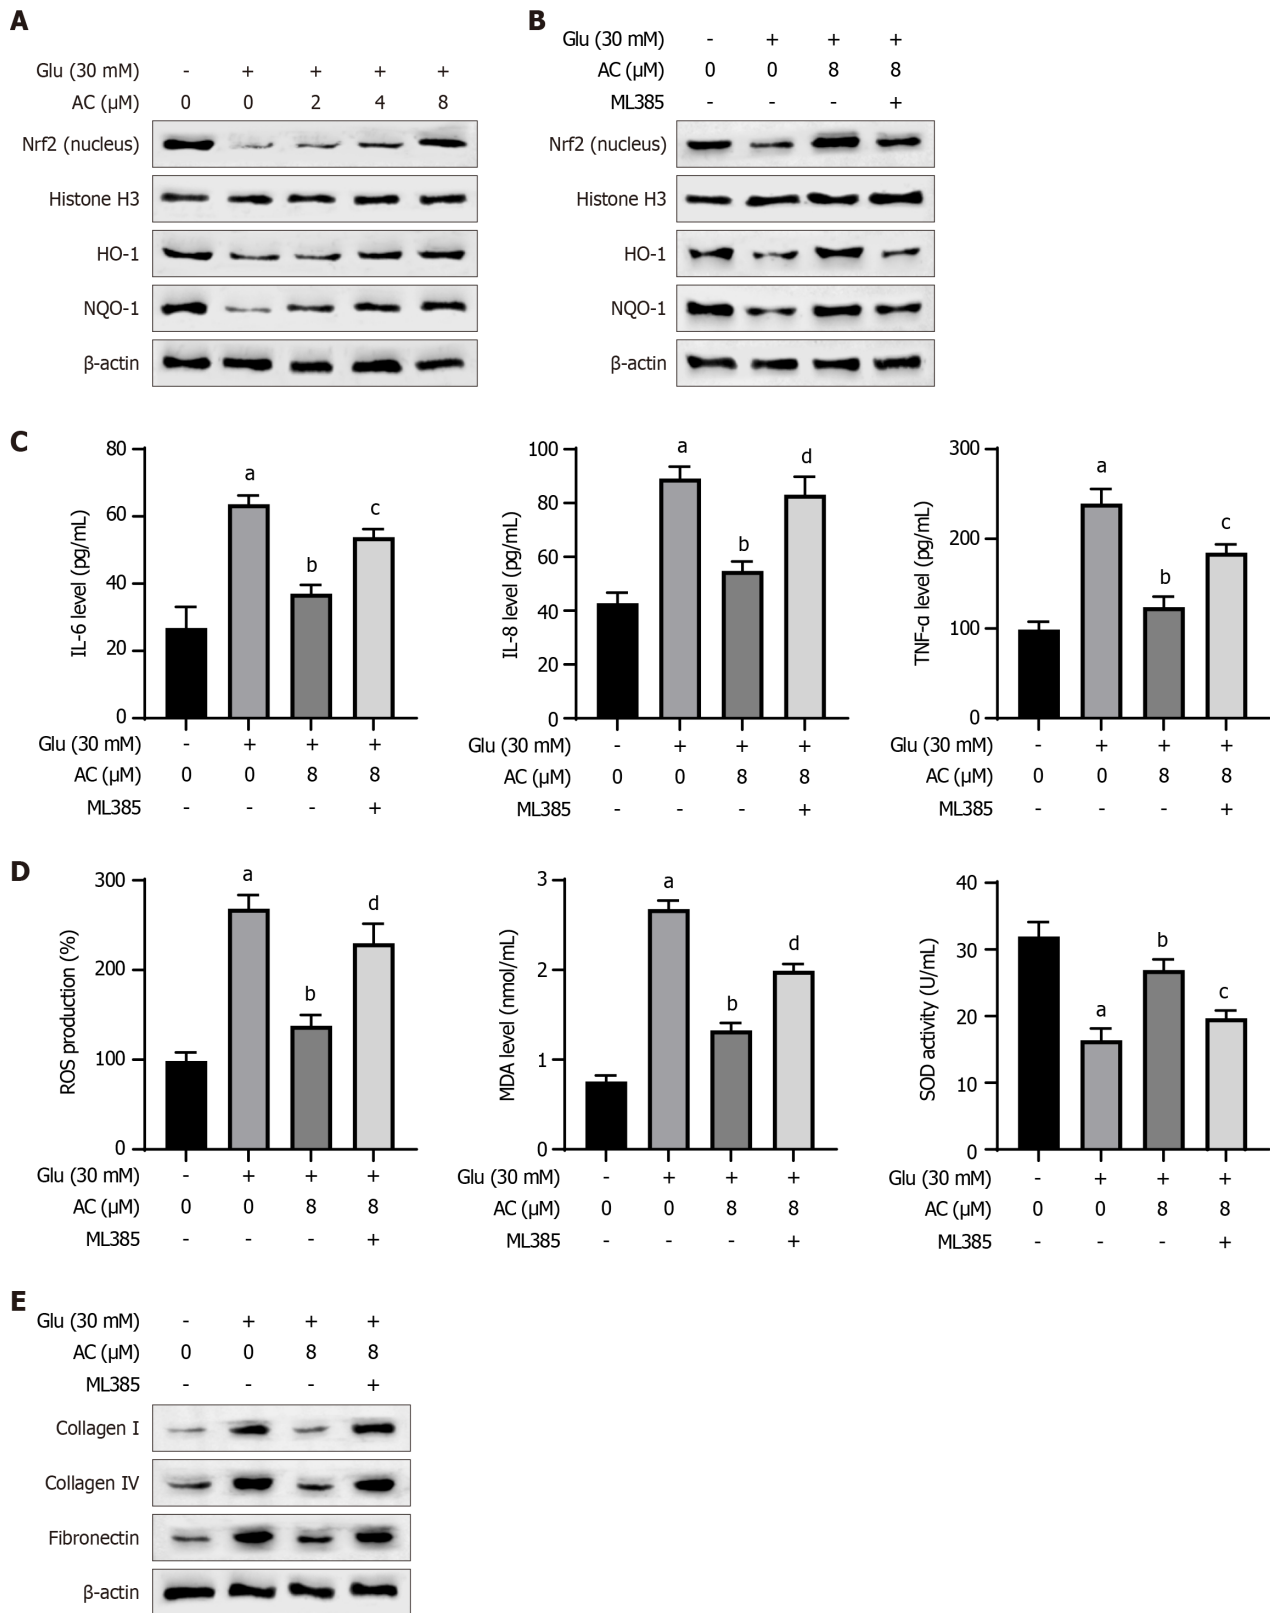 A
Glu (30 mM) - + + + +
AC (μM) 0 0 2 4 8
Nrf2 (nucleus)
Histone H3
HO-1
NQO-1
β-actin
B
Glu (30 mM) - + + +
AC (μM) 0 0 8 8
ML385 - - - +
Nrf2 (nucleus)
Histone H3
HO-1
NQO-1
β-actin
C
IL-6 level (pg/mL)
80
60
40
20
0
a
b
c
Glu (30 mM) - + + +
AC (μM) 0 0 8 8
ML385 - - - +
IL-8 level (pg/mL)
100
80
60
40
20
0
a
b
d
Glu (30 mM) - + + +
AC (μM) 0 0 8 8
ML385 - - - +
TNF-α level (pg/mL)
300
200
100
0
a
b
c
Glu (30 mM) - + + +
AC (μM) 0 0 8 8
ML385 - - - +
D
ROS production (%)
300
200
100
0
a
b
d
Glu (30 mM) - + + +
AC (μM) 0 0 8 8
ML385 - - - +
MDA level (nmol/mL)
3
2
1
0
a
b
d
Glu (30 mM) - + + +
AC (μM) 0 0 8 8
ML385 - - - +
SOD activity (U/mL)
40
30
20
10
0
a
b
c
Glu (30 mM) - + + +
AC (μM) 0 0 8 8
ML385 - - - +
E
Glu (30 mM) - + + +
AC (μM) 0 0 8 8
ML385 - - - +
Collagen I
Collagen IV
Fibronectin
β-actin